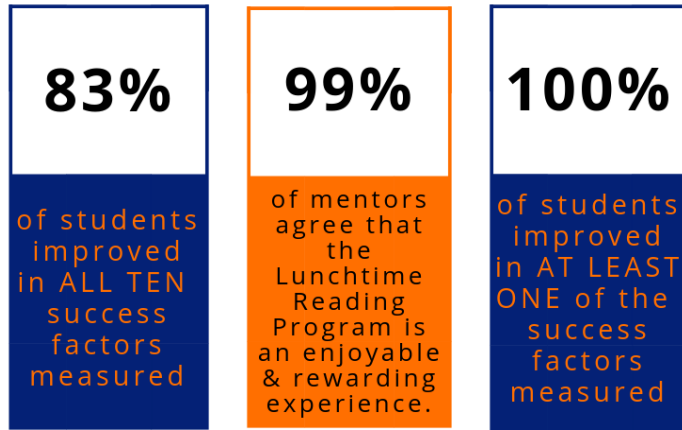 83%
of students
improved
in ALL TEN
success
factors
measured
99%
of mentors
agree that
the
Lunchtime
Reading
Program is
an enjoyable
& rewarding
experience.
100%
of students
improved
in AT LEAST
ONE of the
success
factors
measured